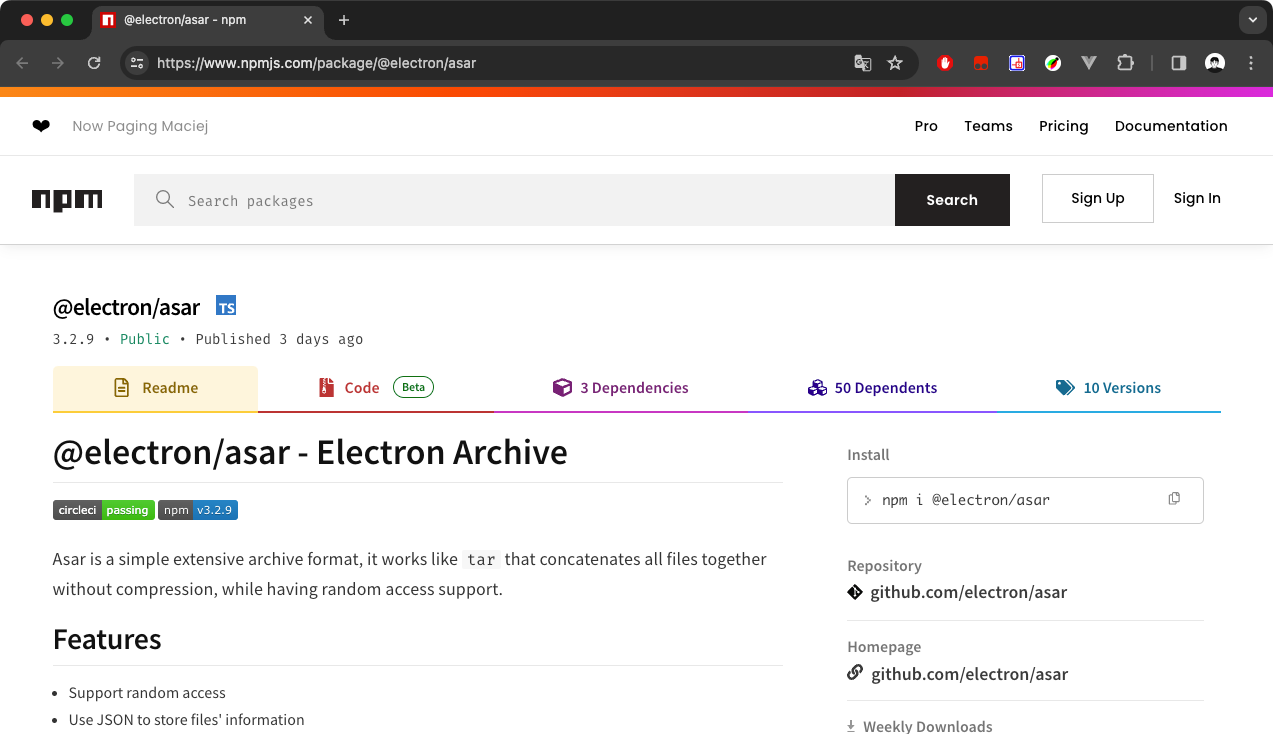 @electron/asar - npm
https://www.npmjs.com/package/@electron/asar
Now Paging Maciej
Pro Teams Pricing Documentation
npm
Search packages
Search
Sign Up
Sign In
@electron/asar TS
3.2.9 • Public • Published 3 days ago
Readme
Code Beta
3 Dependencies
50 Dependents
10 Versions
@electron/asar - Electron Archive
circleci passing npm v3.2.9
Asar is a simple extensive archive format, it works like tar that concatenates all files together
without compression, while having random access support.
Features
• Support random access
• Use JSON to store files' information
Install
> npm i @electron/asar
Repository
github.com/electron/asar
Homepage
github.com/electron/asar
Weekly Downloads